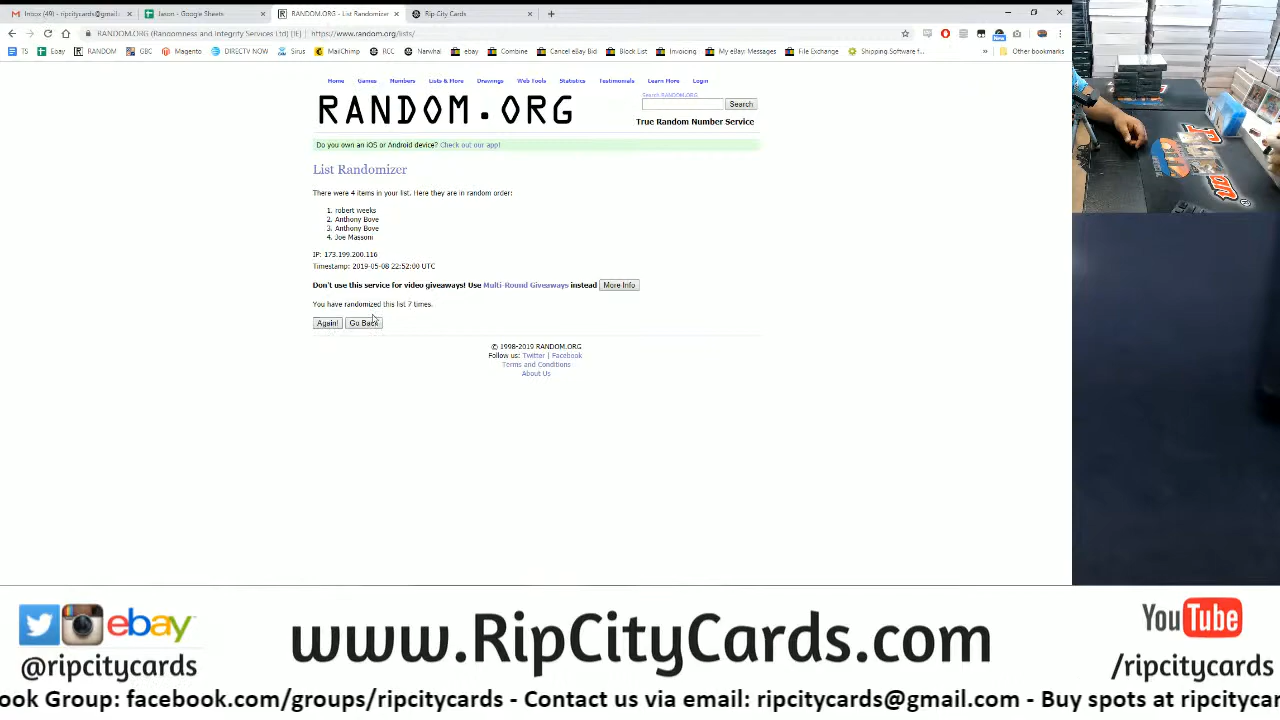 Inbox (49) - ripcitycards@gmail. Jason - Google Sheets RANDOM.ORG - List Randomizer Rip City Cards
RANDOM.ORG (Randomness and Integrity Services Ltd) [IE] https://www.random.org/lists/
TS Ebay RANDOM GBC Magento DIRECTV NOW Sirus MailChimp Narwhal ebay Combine Cancel eBay Bid Block List Invoicing My eBay: Messages File Exchange Shipping Software f... » Other bookmarks
Home Games Numbers Lists & More Drawings Web Tools Statistics Testimonials Learn More Login
Search RANDOM.ORG
Search
RANDOM.ORG
True Random Number Service
Do you own an iOS or Android device? Check out our app!
List Randomizer
There were 4 items in your list. Here they are in random order:
1. robert weeks
2. Anthony Bove
3. Anthony Bove
4. Joe Massoni
IP: 173.199.200.116
Timestamp: 2019-05-08 22:52:00 UTC
Don't use this service for video giveaways! Use Multi-Round Giveaways instead More Info
You have randomized this list 7 times.
Again! Go Back
© 1998-2019 RANDOM.ORG
Follow us: Twitter | Facebook
Terms and Conditions
About Us
ebay
@ripcitycards
www.RipCityCards.com
YouTube
/ripcitycards
ook Group: facebook.com/groups/ripcitycards - Contact us via email: ripcitycards@gmail.com - Buy spots at ripcitycar